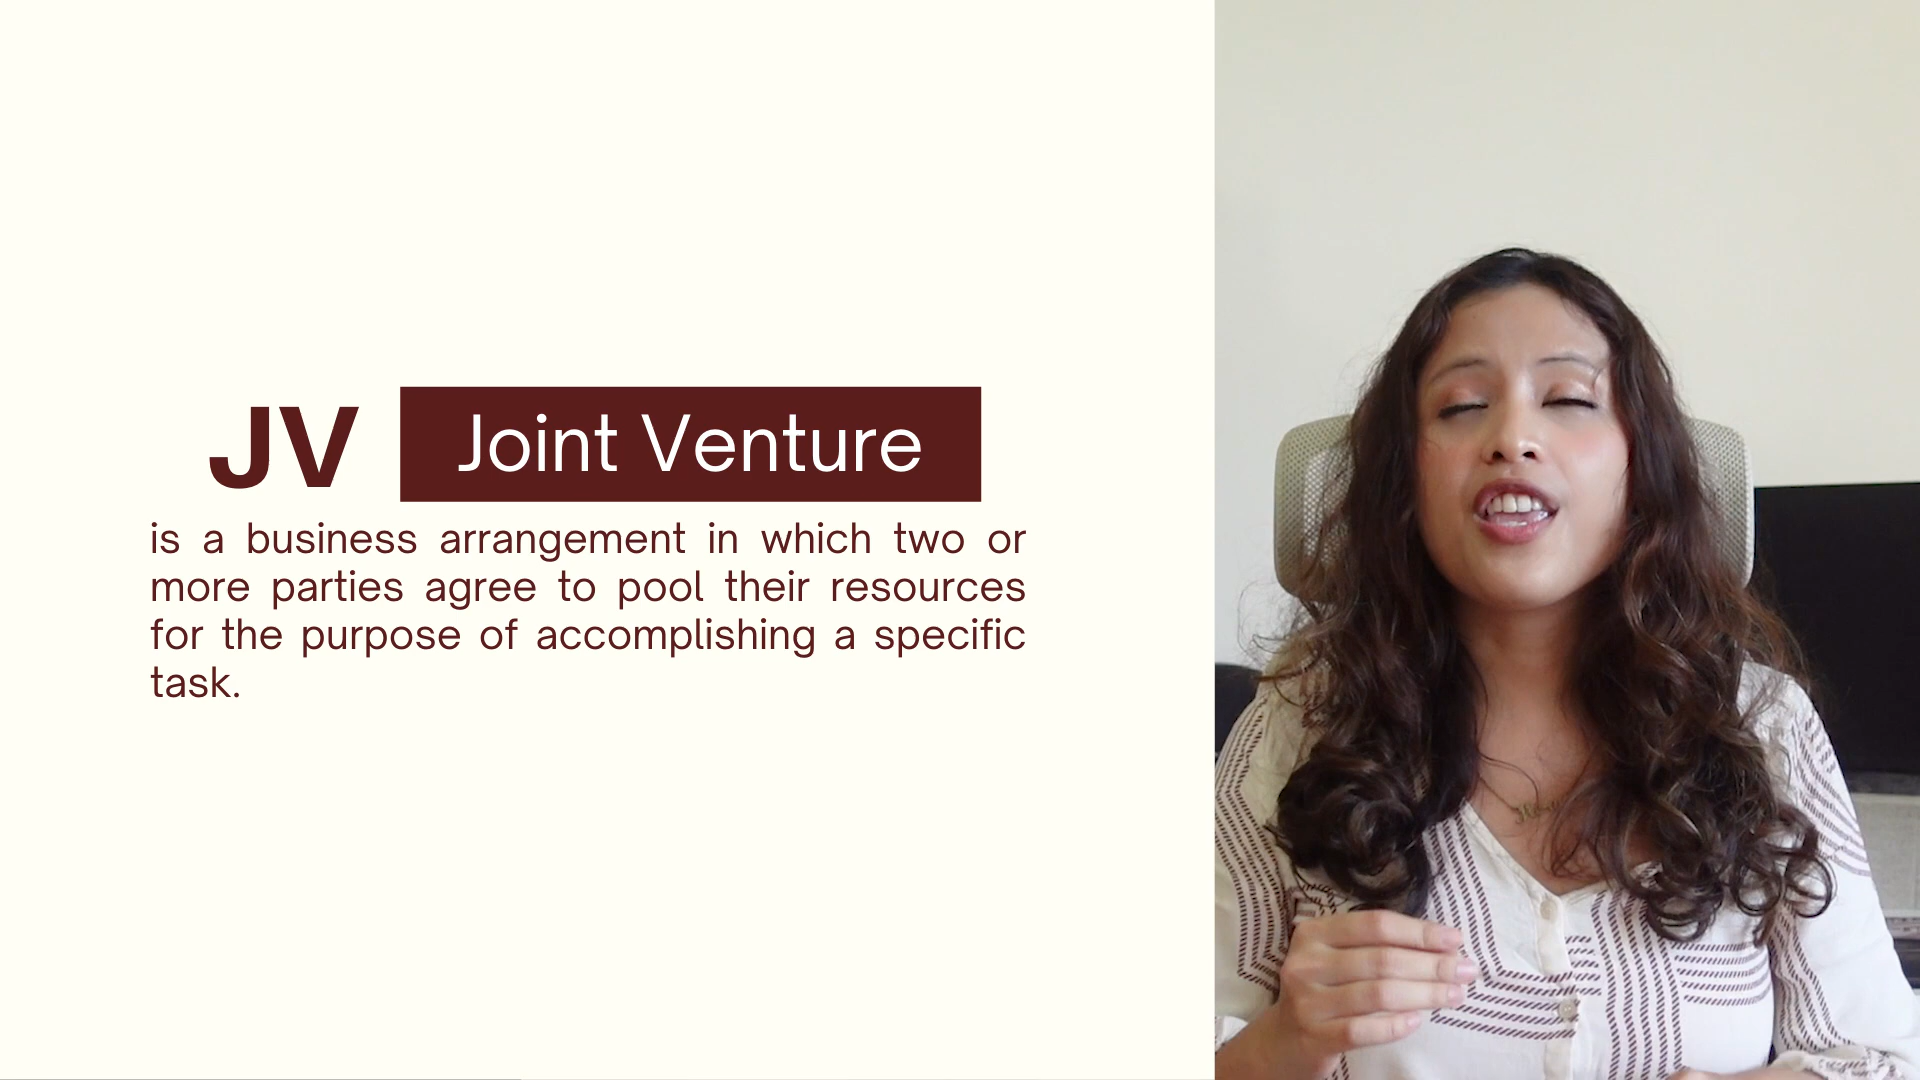 JV Joint Venture
is a business arrangement in which two or
more parties agree to pool their resources
for the purpose of accomplishing a specific
task.